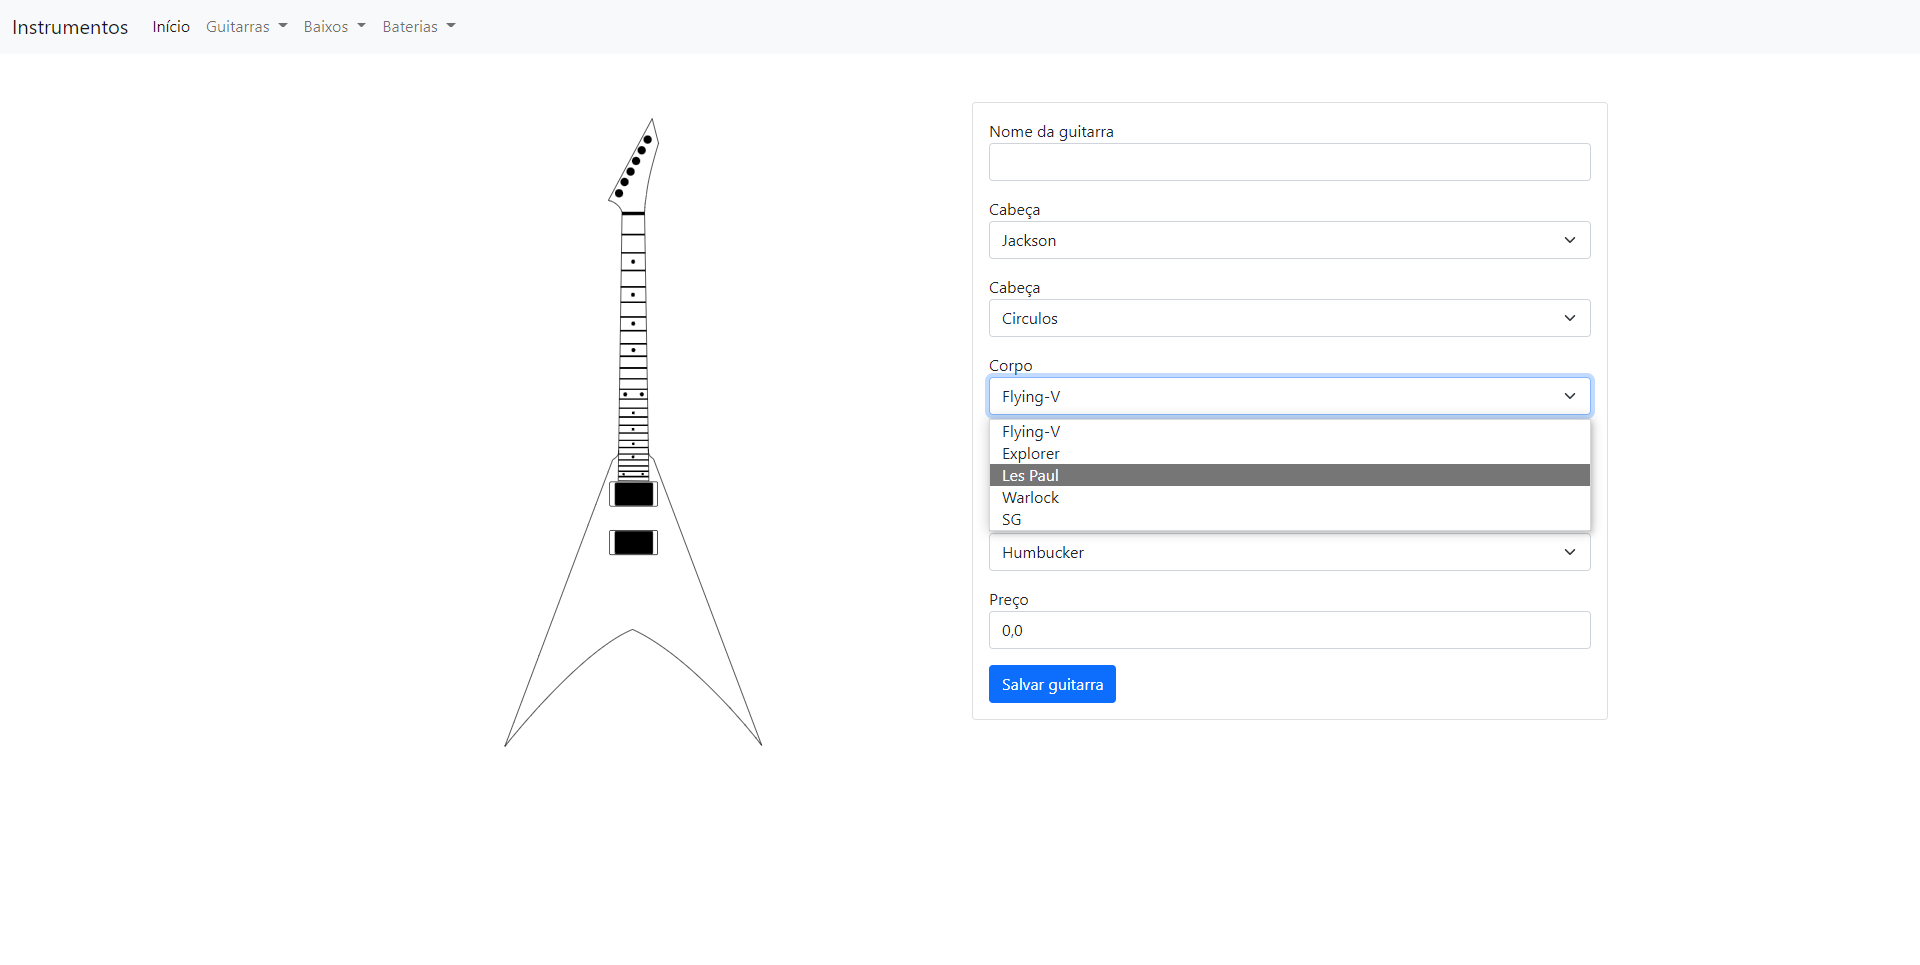 Instrumentos Início Guitarras Baixos Baterias
Nome da guitarra
Cabeça
Jackson
Cabeça
Circulos
Corpo
Flying-V
Flying-V
Explorer
Les Paul
Warlock
SG
Humbucker
Preço
0,0
Salvar guitarra